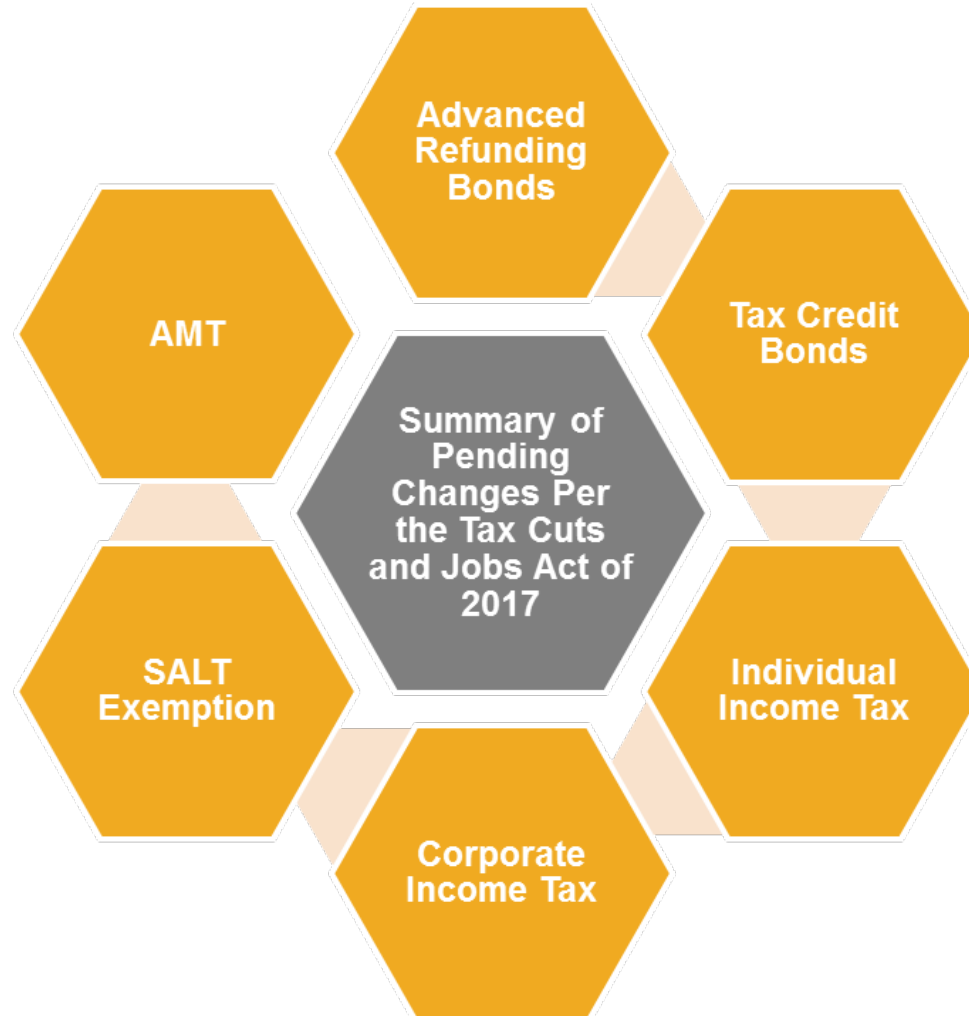 Advanced
Refunding
Bonds
AMT
Tax Credit
Bonds
Summary of
Pending
Changes Per
the Tax Cuts
and Jobs Act of
2017
SALT
Exemption
Individual
Income Tax
Corporate
Income Tax